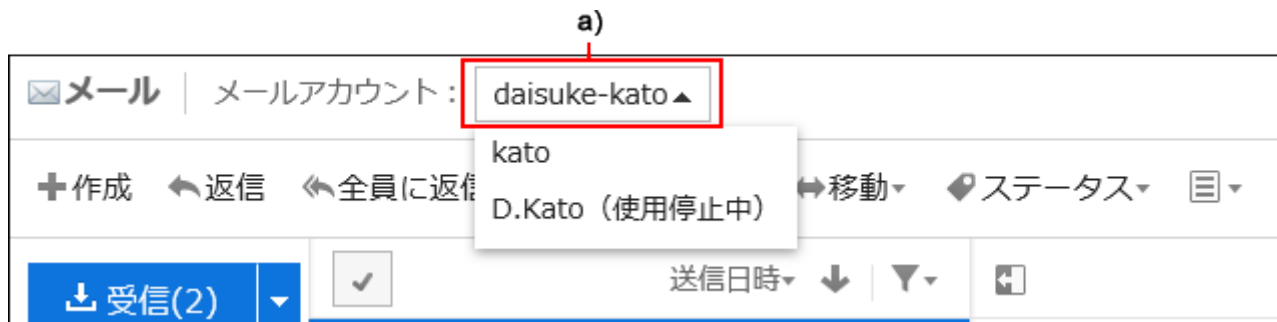 a)
メール メールアカウント： daisuke-kato
kato
D.Kato（使用停止中）
作成 返信 全員に返信 移動 ステータス
受信(2) 送信日時